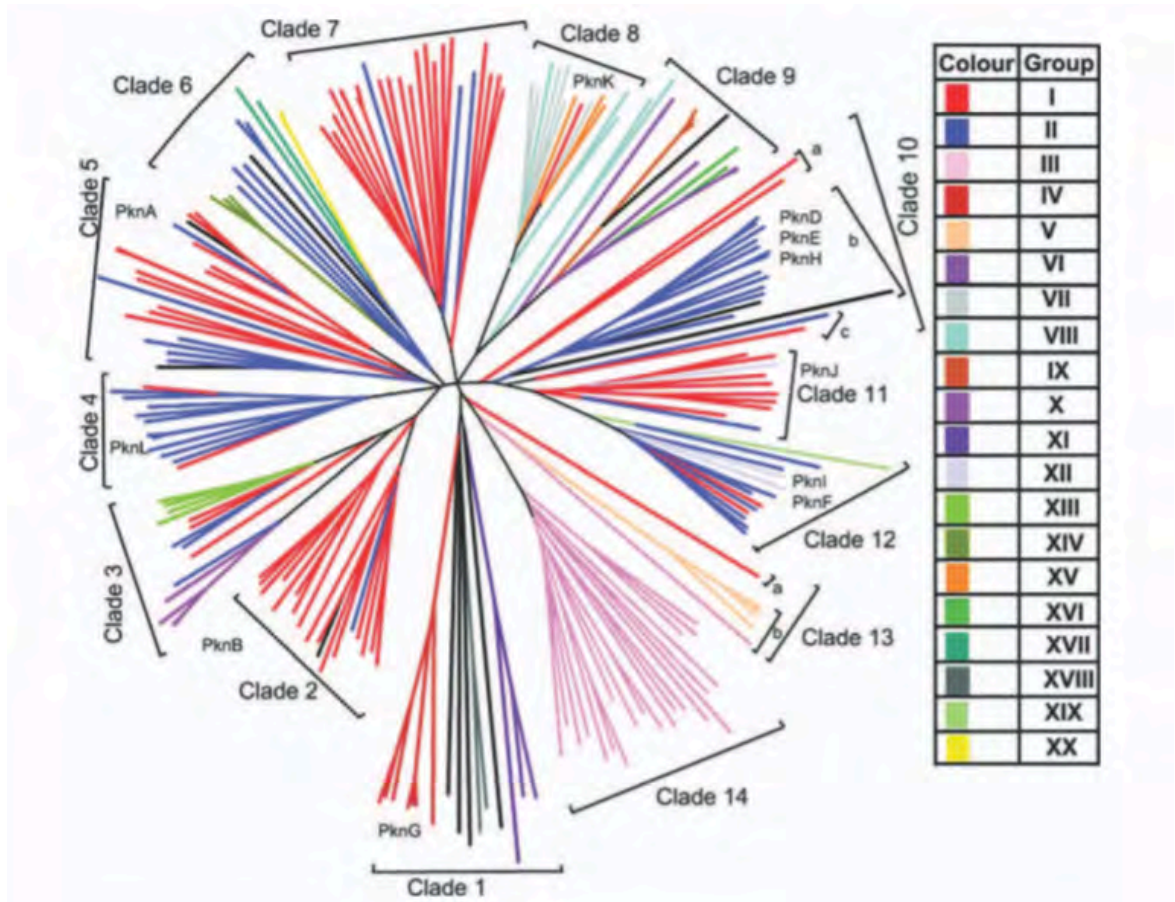 Clade 7
Clade 8
Clade 6
PknK
Clade 9
a
Clade 10
Clade 5
PknA
PknD
PknE
b
PknH
c
PknJ
Clade 11
Clade 4
PknL
PknI
PknF
Clade 12
a
b
Clade 13
Clade 3
PknB
Clade 2
Clade 14
PknG
Clade 1
Colour Group
I
II
III
IV
V
VI
VII
VIII
IX
X
XI
XII
XIII
XIV
XV
XVI
XVII
XVIII
XIX
XX